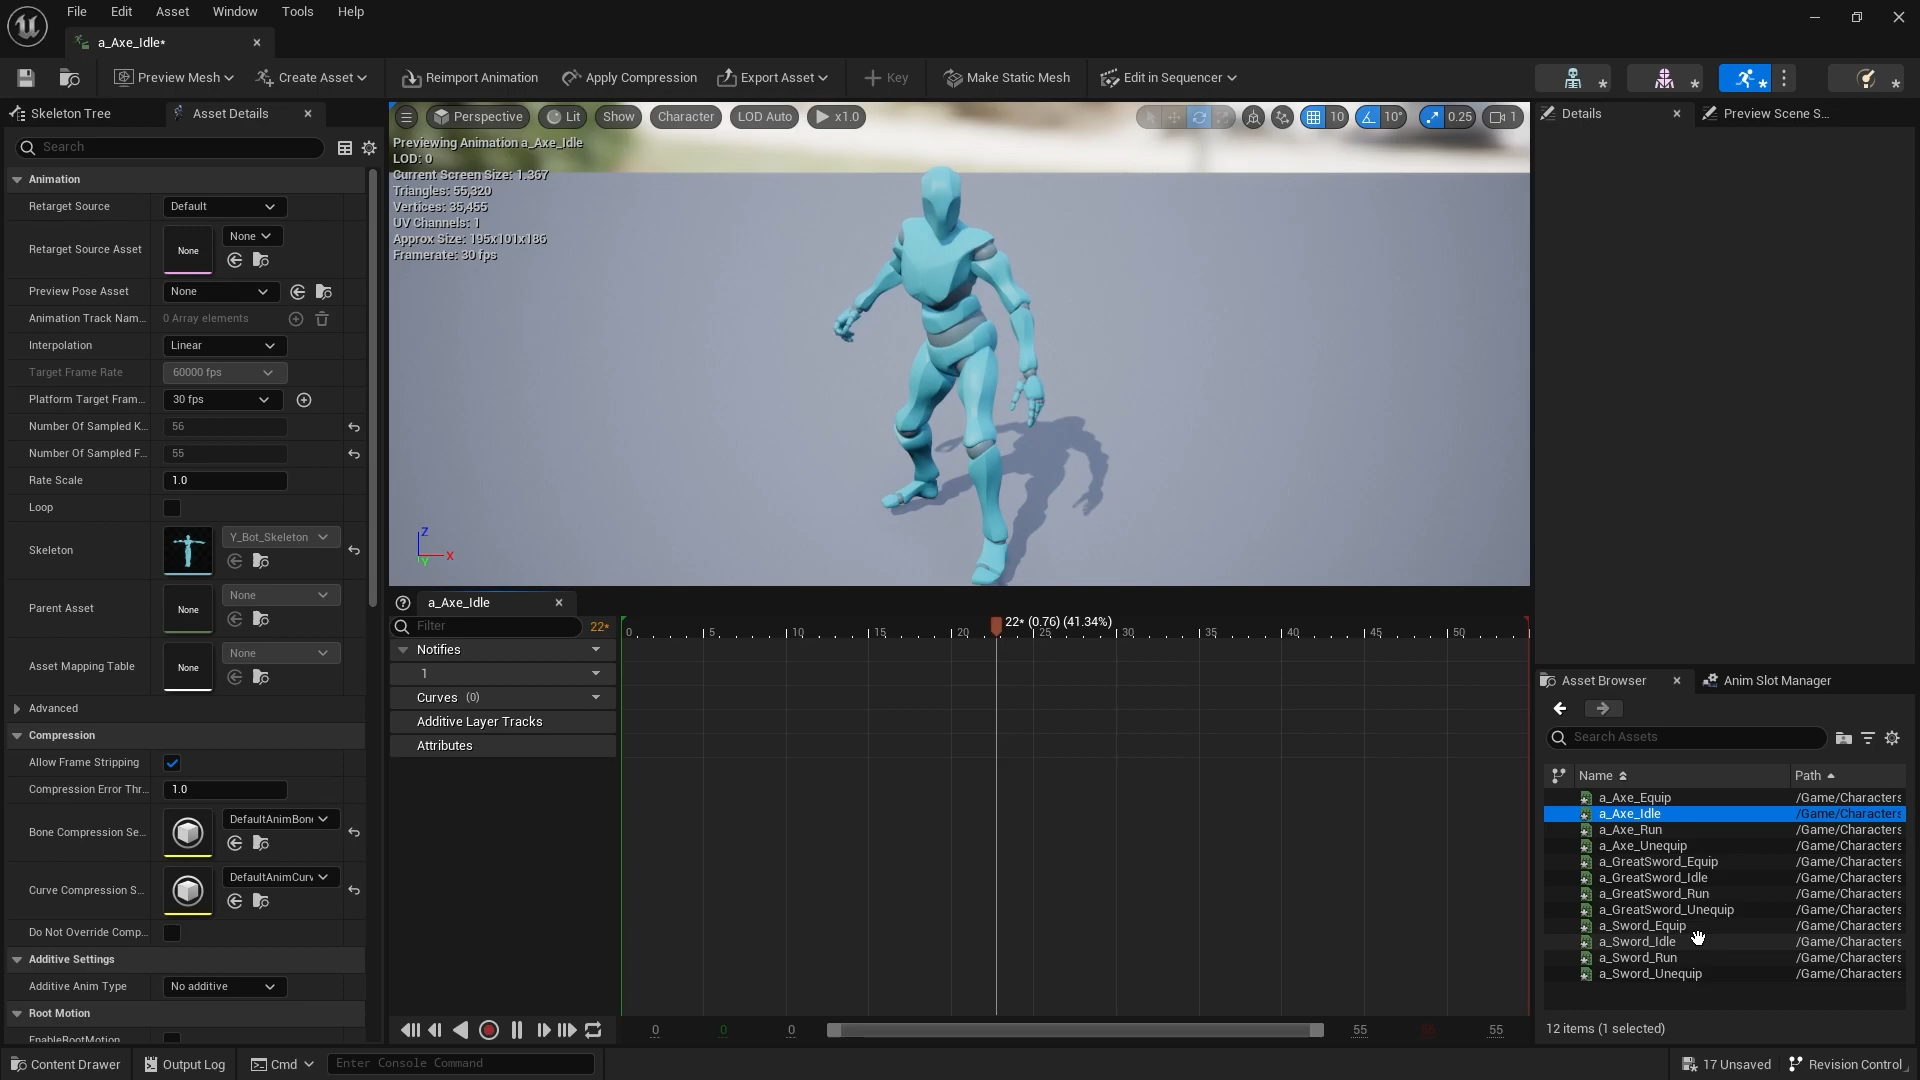 File Edit Asset Window Tools Help
a_Axe_Idle*
Preview Mesh Create Asset Reimport Animation Apply Compression Export Asset Key Make Static Mesh Edit in Sequencer
Skeleton Tree Asset Details
Search
Animation
Retarget Source Default
Retarget Source Asset None None
Preview Pose Asset None
Animation Track Nam... 0 Array elements
Interpolation Linear
Target Frame Rate 60000 fps
Platform Target Fram... 30 fps
Number Of Sampled K... 56
Number Of Sampled F... 55
Rate Scale 1.0
Loop
Skeleton Y_Bot_Skeleton
Parent Asset None None
Asset Mapping Table None None
Advanced
Compression
Allow Frame Stripping
Compression Error Thr... 1.0
Bone Compression Se... DefaultAnimBon
Curve Compression S... DefaultAnimCurv
Do Not Override Comp...
Additive Settings
Additive Anim Type No additive
Root Motion
EnableRootMotion
Perspective Lit Show Character LOD Auto x1.0 10 10° 0.25 1
Previewing Animation a_Axe_Idle
LOD: 0
Current Screen Size: 1.367
Triangles: 55,320
Vertices: 35,455
UV Channels: 1
Approx Size: 195x101x186
Framerate: 30 fps
Z
X
Y
a_Axe_Idle
Filter 22*
22* (0.76) (41.34%)
0 5 10 15 20 25 30 35 40 45 50
Notifies
1
Curves (0)
Additive Layer Tracks
Attributes
0 0 0 55 55 55
Details Preview Scene S...
Asset Browser Anim Slot Manager
Search Assets
Name Path
a_Axe_Equip /Game/Characters
a_Axe_Idle /Game/Characters
a_Axe_Run /Game/Characters
a_Axe_Unequip /Game/Characters
a_GreatSword_Equip /Game/Characters
a_GreatSword_Idle /Game/Characters
a_GreatSword_Run /Game/Characters
a_GreatSword_Unequip /Game/Characters
a_Sword_Equip /Game/Characters
a_Sword_Idle /Game/Characters
a_Sword_Run /Game/Characters
a_Sword_Unequip /Game/Characters
12 items (1 selected)
Content Drawer Output Log Cmd Enter Console Command 17 Unsaved Revision Control